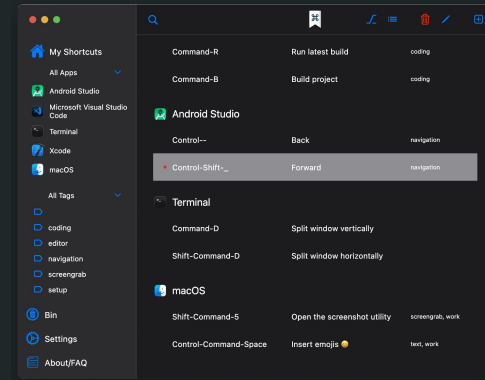 My Shortcuts
All Apps
Android Studio
Microsoft Visual Studio
Code
Terminal
Xcode
macOS
All Tags
coding
editor
navigation
screengrab
setup
Bin
Settings
About/FAQ
Command-R Run latest build coding
Command-B Build project coding
Android Studio
Control-- Back navigation
Control-Shift-_ Forward navigation
Terminal
Command-D Split window vertically
Shift-Command-D Split window horizontally
macOS
Shift-Command-5 Open the screenshot utility screengrab, work
Control-Command-Space Insert emojis 😀 text, work